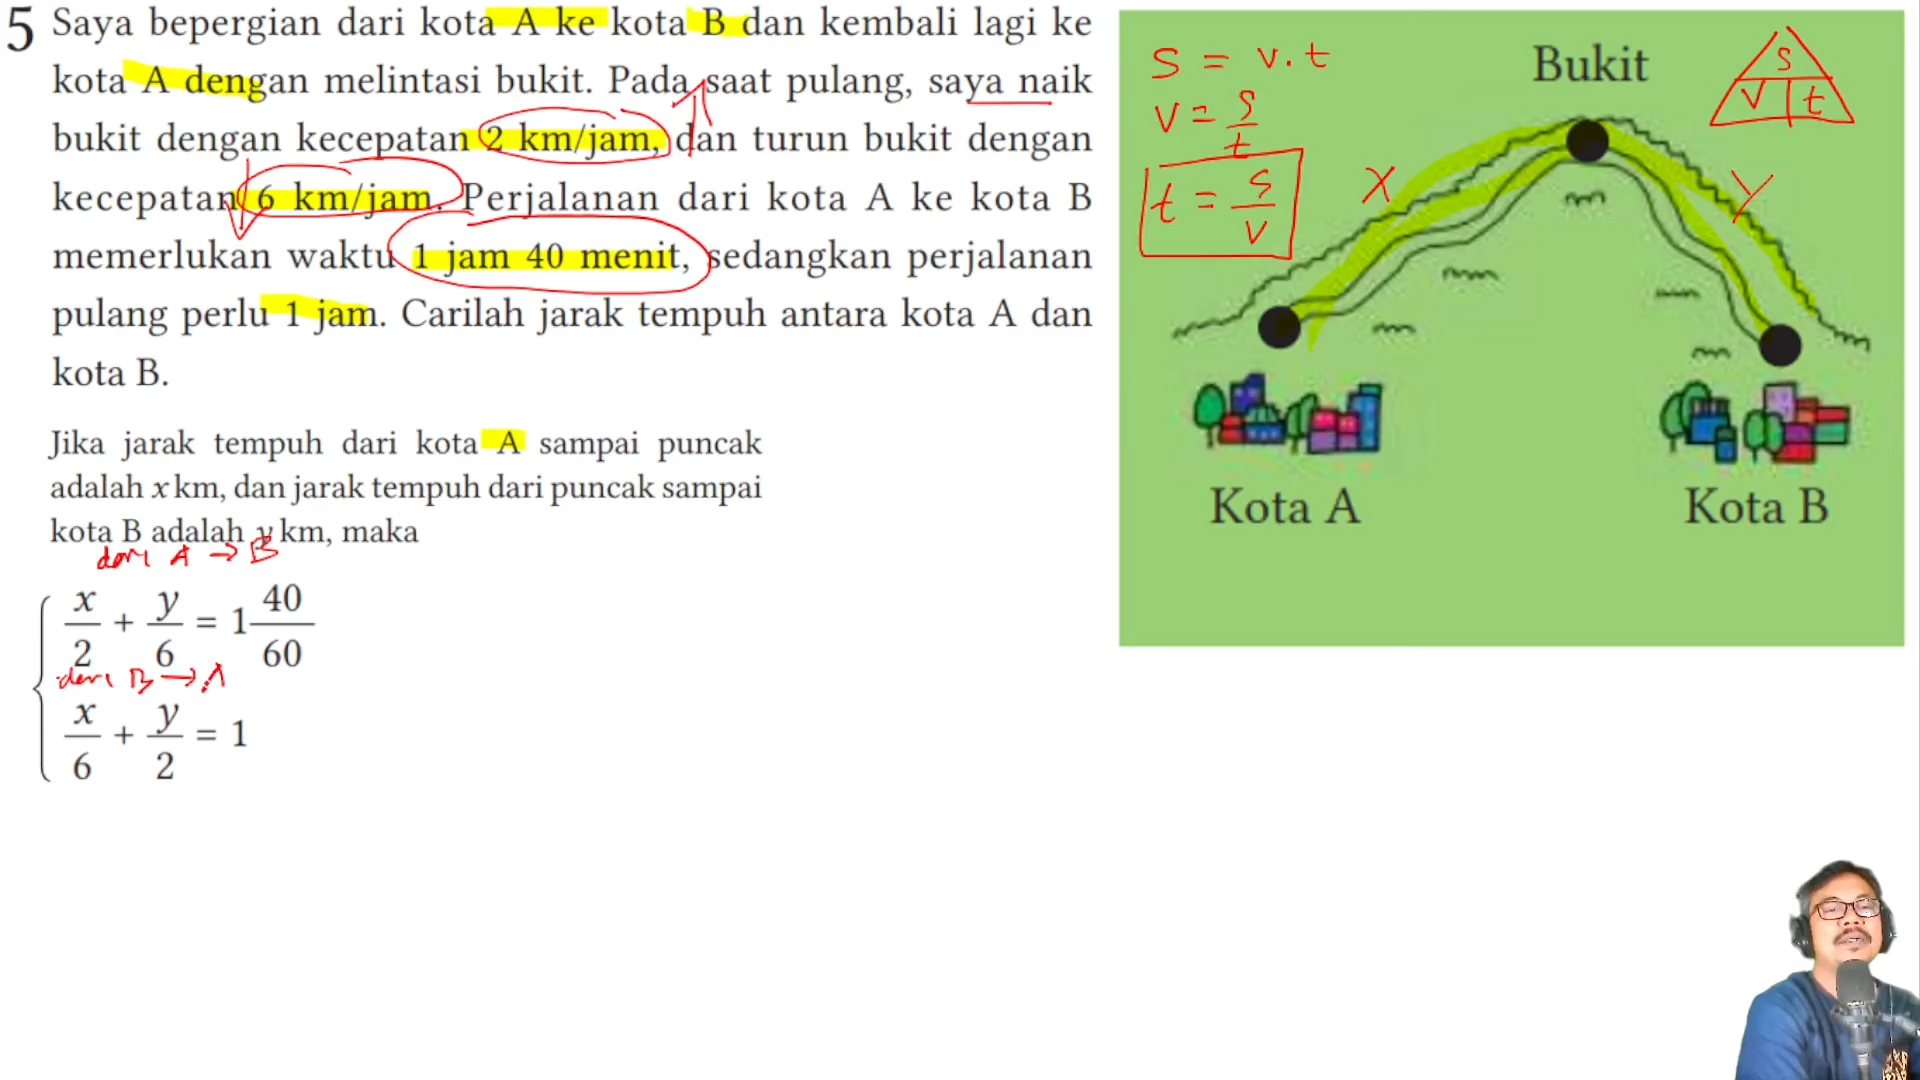 5 Saya bepergian dari kota A ke kota B dan kembali lagi ke
kota A dengan melintasi bukit. Pada saat pulang, saya naik
bukit dengan kecepatan 2 km/jam, dan turun bukit dengan
kecepatan 6 km/jam. Perjalanan dari kota A ke kota B
memerlukan waktu 1 jam 40 menit, sedangkan perjalanan
pulang perlu 1 jam. Carilah jarak tempuh antara kota A dan
kota B.
Jika jarak tempuh dari kota A sampai puncak
adalah x km, dan jarak tempuh dari puncak sampai
kota B adalah y km, maka
dari A → B
x/2 + y/6 = 1 40/60
dari B → A
x/6 + y/2 = 1
S = v . t
v = s/t
t = s/v
Bukit
S
V t
X
Y
Kota A
Kota B